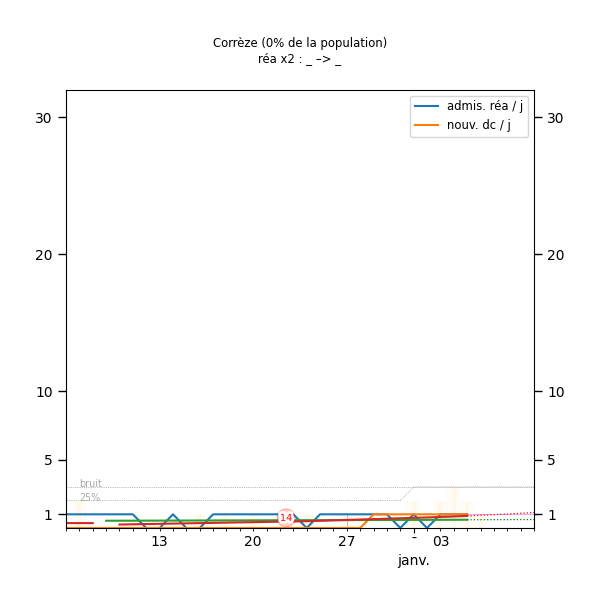 Corrèze (0% de la population)
réa x2 : _ –> _
admis. réa / j
nouv. dc / j
30 30
20 20
10 10
5 5
bruit
25%
1 14 1
13 20 27 - 03
janv.